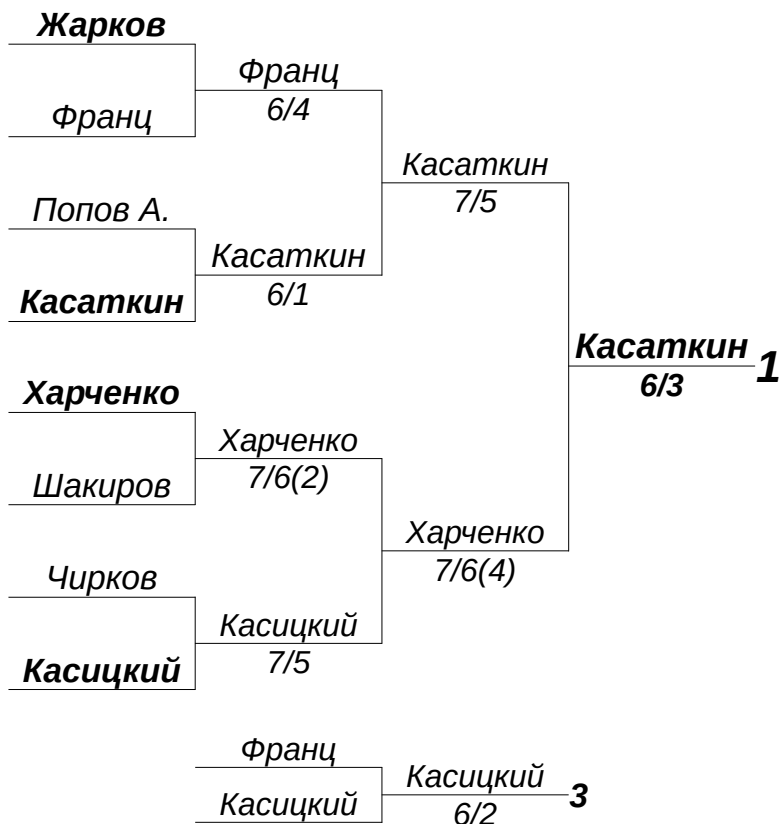 Жарков
Франц
6/4
Франц
Касаткин
7/5
Попов А.
Касаткин
6/1
Касаткин
Касаткин
6/3
1
Харченко
Харченко
7/6(2)
Шакиров
Харченко
7/6(4)
Чирков
Касицкий
7/5
Касицкий
Франц
Касицкий
6/2
3
Касицкий